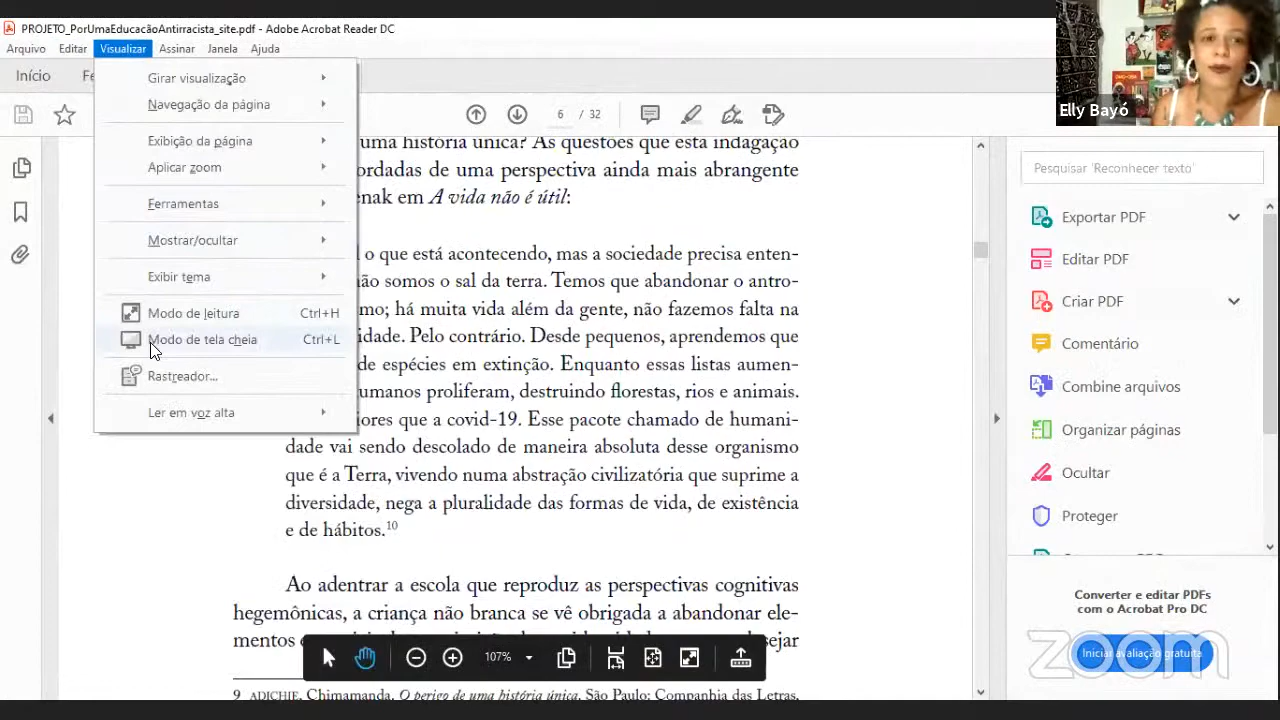 PROJETO_PorUmaEducacãoAntirracista_site.pdf - Adobe Acrobat Reader DC
Arquivo Editar Visualizar Assinar Janela Ajuda
Início
6 / 32
Girar visualização
Navegação da página
Exibição da página
Aplicar zoom
Ferramentas
Mostrar/ocultar
Exibir tema
Modo de leitura Ctrl+H
Modo de tela cheia Ctrl+L
Rastreador...
Ler em voz alta
uma história única? As questões que esta indagação
ordadas de uma perspectiva ainda mais abrangente
enak em A vida não é útil:
o que está acontecendo, mas a sociedade precisa enten-
não somos o sal da terra. Temos que abandonar o antro-
mo; há muita vida além da gente, não fazemos falta na
idade. Pelo contrário. Desde pequenos, aprendemos que
de espécies em extinção. Enquanto essas listas aumen-
umanos proliferam, destruindo florestas, rios e animais.
iores que a covid-19. Esse pacote chamado de humani-
dade vai sendo descolado de maneira absoluta desse organismo
que é a Terra, vivendo numa abstração civilizatória que suprime a
diversidade, nega a pluralidade das formas de vida, de existência
e de hábitos.10
Ao adentrar a escola que reproduz as perspectivas cognitivas
hegemônicas, a criança não branca se vê obrigada a abandonar ele-
mentos
sejar
107%
9 ADICHIE, Chimamanda. O perigo de uma história única. São Paulo: Companhia das Letras,
Elly Bayó
Pesquisar 'Reconhecer texto'
Exportar PDF
Editar PDF
Criar PDF
Comentário
Combine arquivos
Organizar páginas
Ocultar
Proteger
Converter e editar PDFs
com o Acrobat Pro DC
Iniciar avaliação gratuita
zoom